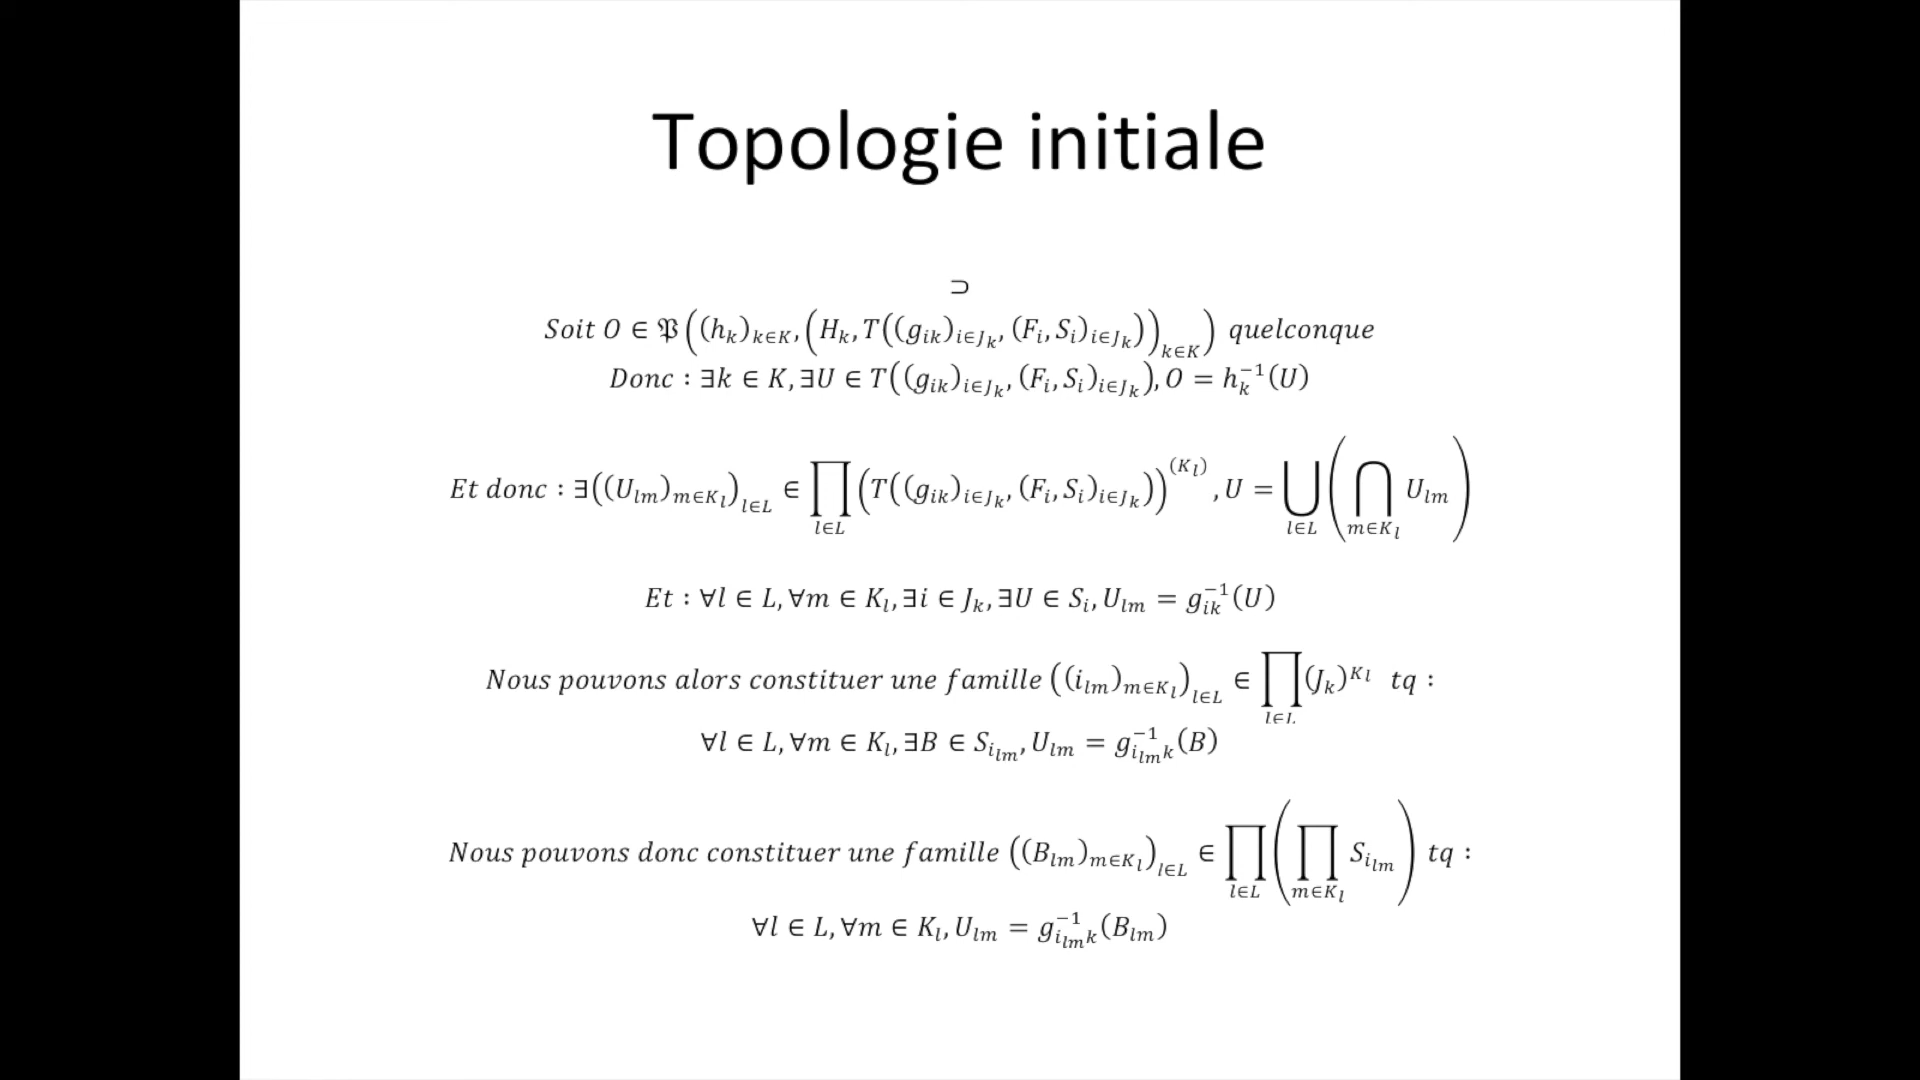 Topologie initiale
⊃
Soit O ∈ 𝔓((h_k)_{k∈K}, (H_k, T((g_{ik})_{i∈J_k}, (F_i, S_i)_{i∈J_k}))_{k∈K}) quelconque
Donc : ∃k ∈ K, ∃U ∈ T((g_{ik})_{i∈J_k}, (F_i, S_i)_{i∈J_k}), O = h_k^{-1}(U)
Et donc : ∃((U_{lm})_{m∈K_l})_{l∈L} ∈ ∏_{l∈L} (T((g_{ik})_{i∈J_k}, (F_i, S_i)_{i∈J_k}))^{(K_l)}, U = ⋃_{l∈L} (⋂_{m∈K_l} U_{lm})
Et : ∀l ∈ L, ∀m ∈ K_l, ∃i ∈ J_k, ∃U ∈ S_i, U_{lm} = g_{ik}^{-1}(U)
Nous pouvons alors constituer une famille ((i_{lm})_{m∈K_l})_{l∈L} ∈ ∏_{l∈L} (J_k)^{K_l} tq :
∀l ∈ L, ∀m ∈ K_l, ∃B ∈ S_{i_{lm}}, U_{lm} = g_{i_{lm}k}^{-1}(B)
Nous pouvons donc constituer une famille ((B_{lm})_{m∈K_l})_{l∈L} ∈ ∏_{l∈L} (∏_{m∈K_l} S_{i_{lm}}) tq :
∀l ∈ L, ∀m ∈ K_l, U_{lm} = g_{i_{lm}k}^{-1}(B_{lm})